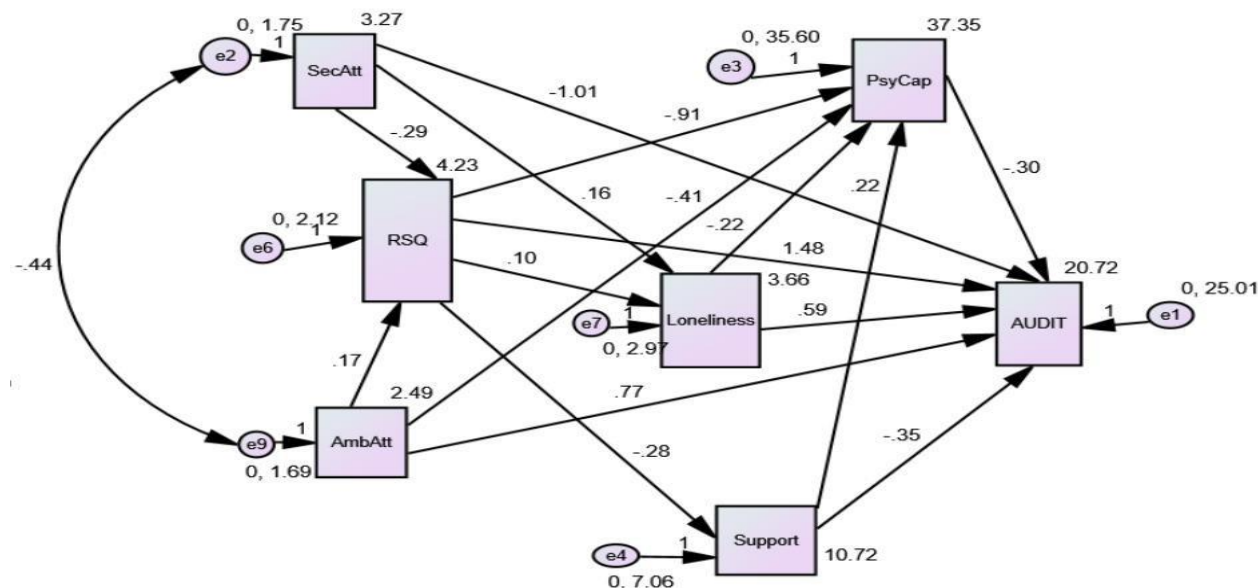 0, 1.75
3.27
e2
1
SecAtt
0, 35.60
37.35
e3
1
PsyCap
-1.01
-.91
-.29
4.23
.16
-.41
-.22
.22
-.30
0, 2.12
e6
1
RSQ
-.44
.10
1.48
3.66
20.72
0, 25.01
e7
1
Loneliness
0, 2.97
.59
AUDIT
1
e1
.17
2.49
.77
e9
1
AmbAtt
0, 1.69
-.28
-.35
e4
1
Support
10.72
0, 7.06